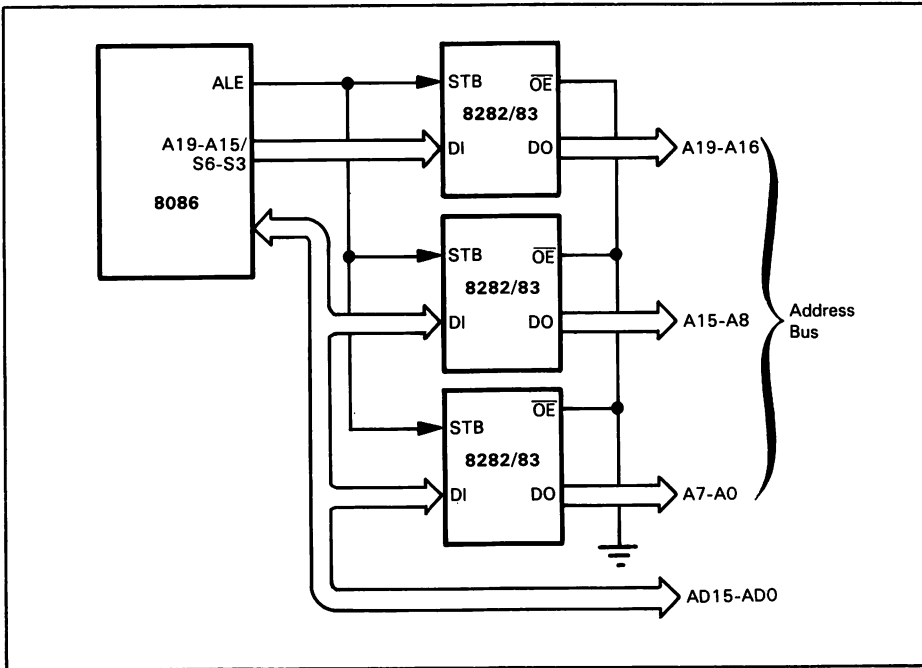 ALE
A19-A15/
S6-S3
8086
STB
OE
8282/83
DI
DO
A19-A16
STB
OE
8282/83
DI
DO
A15-A8
Address
Bus
OE
STB
8282/83
DI
DO
A7-A0
AD15-AD0